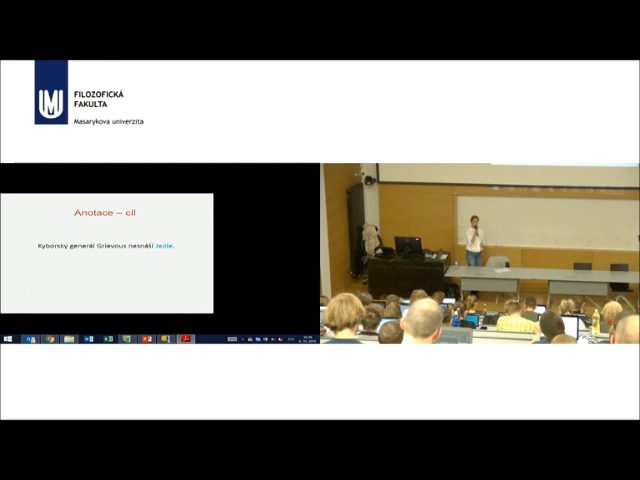 FILOZOFICKÁ
FAKULTA
Masarykova univerzita
Anotace – cíl
Kyborský generál Grievous nesnáší Jedie.